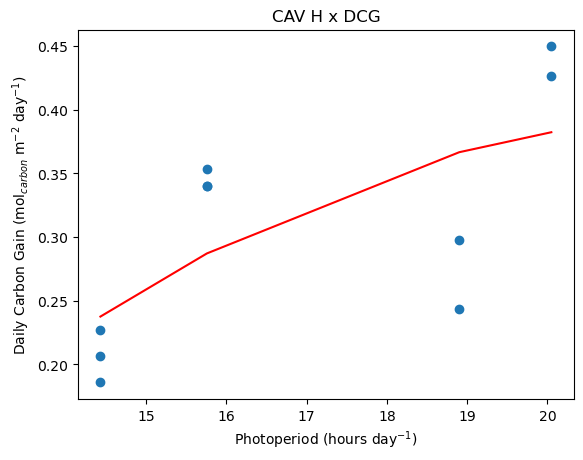 CAV H x DCG
Daily Carbon Gain (mol$_{carbon}$ m$^{-2}$ day$^{-1}$)
0.45
0.40
0.35
0.30
0.25
0.20
15 16 17 18 19 20
Photoperiod (hours day$^{-1}$)